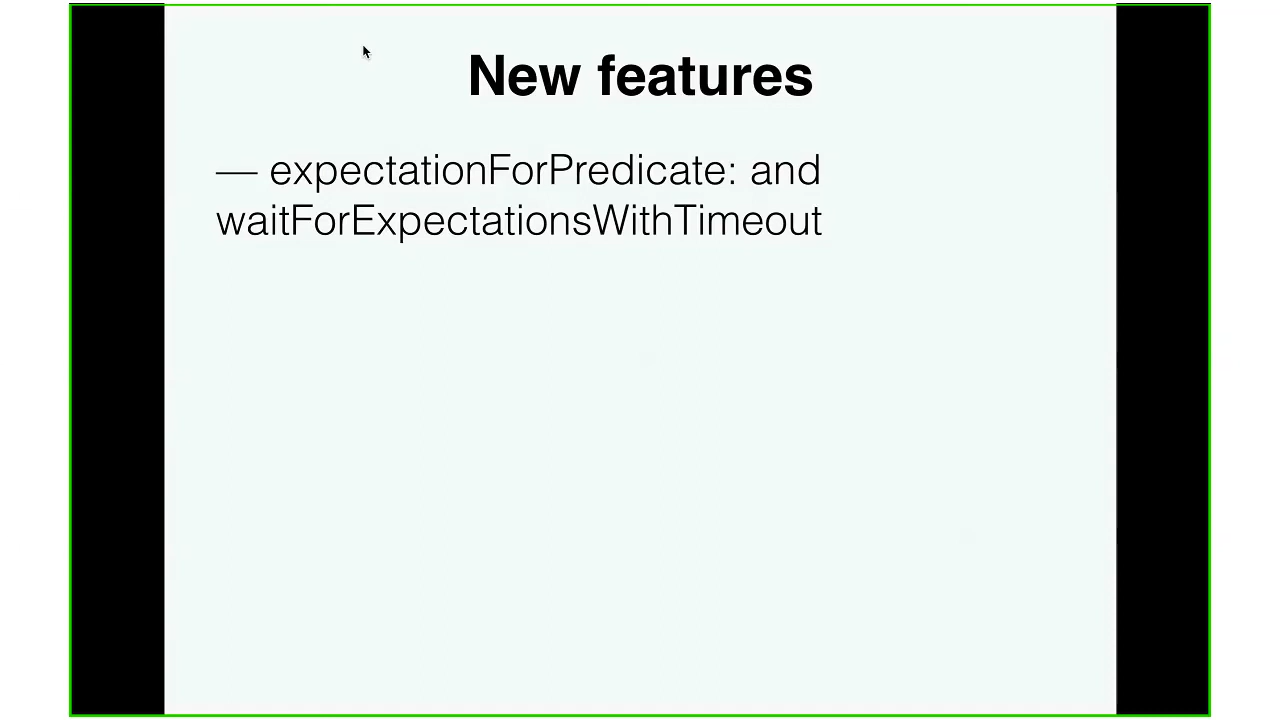 New features
— expectationForPredicate: and
waitForExpectationsWithTimeout